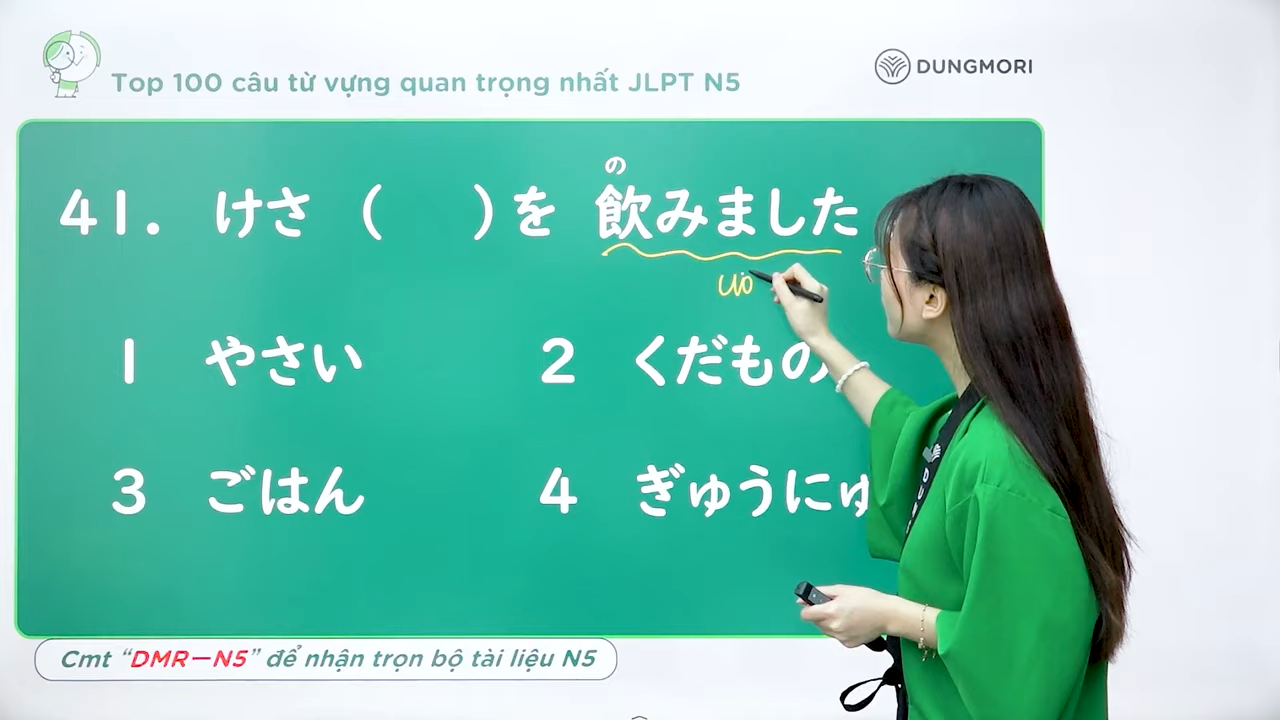 Top 100 câu từ vựng quan trọng nhất JLPT N5
DUNGMORI
の
41. けさ ( )を 飲みました
uố
1 やさい 2 くだもの
3 ごはん 4 ぎゅうにゅ
Cmt “DMR—N5” để nhận trọn bộ tài liệu N5